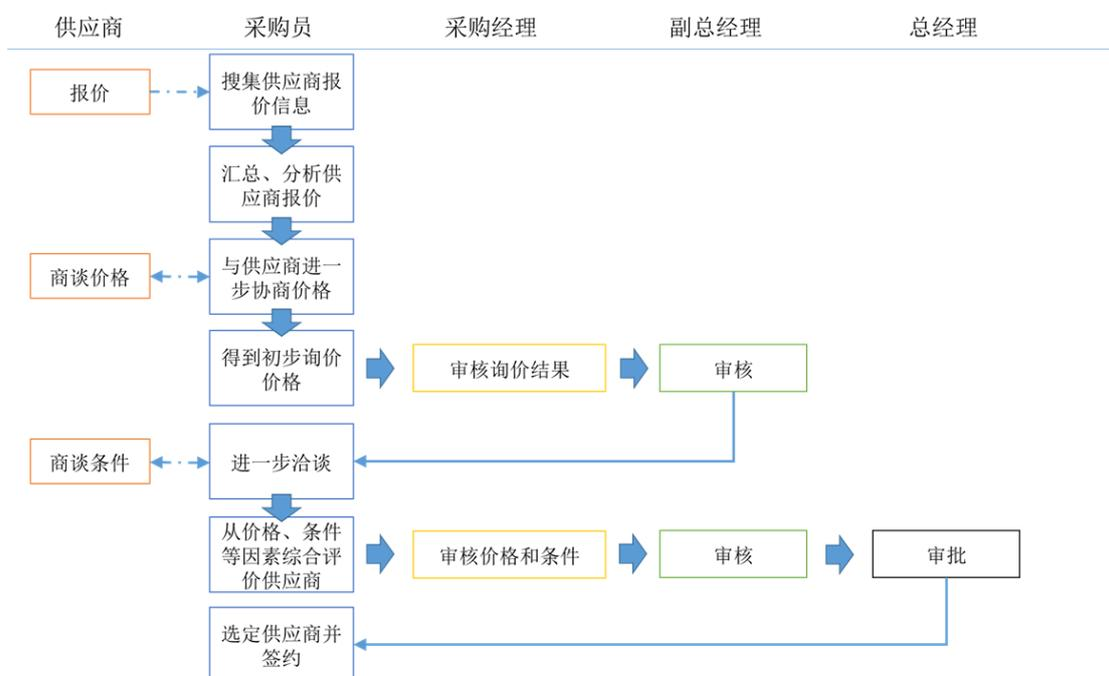 供应商
采购员
采购经理
副总经理
总经理
报价
搜集供应商报
价信息
汇总、分析供
应商报价
商谈价格
与供应商进一
步协商价格
得到初步询价
价格
审核询价结果
审核
商谈条件
进一步洽谈
从价格、条件
等因素综合评
价供应商
审核价格和条件
审核
审批
选定供应商并
签约